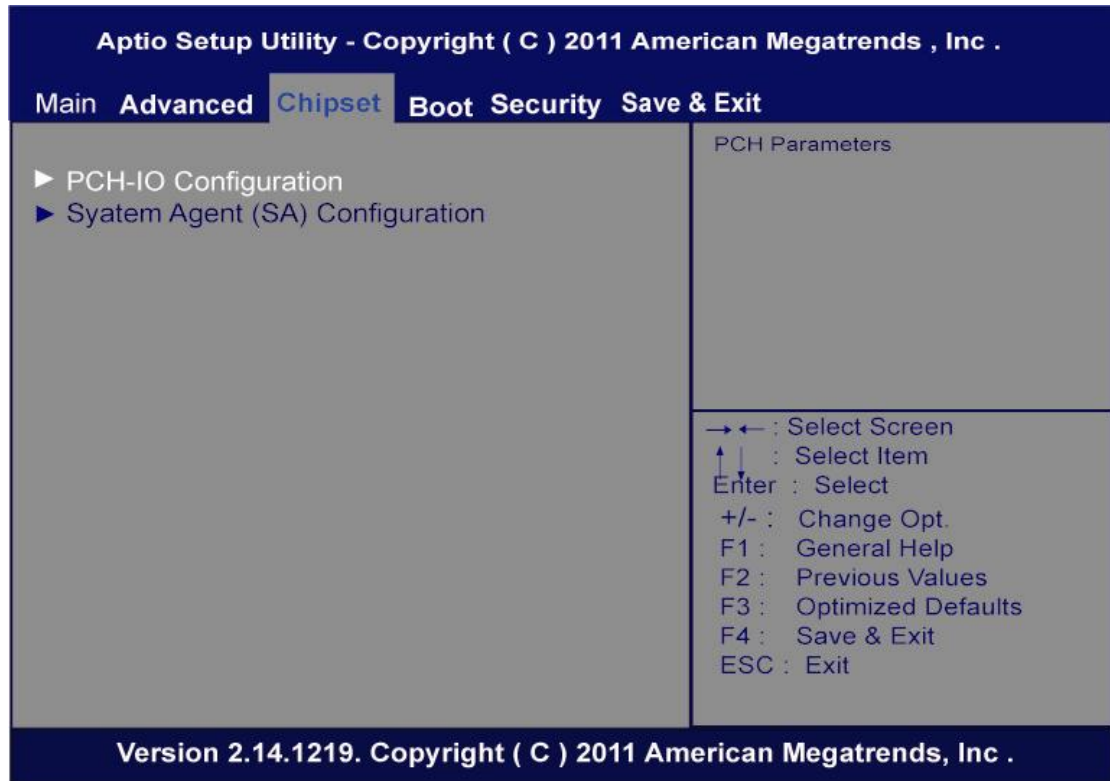 Aptio Setup Utility - Copyright ( C ) 2011 American Megatrends , Inc .
Main Advanced Chipset Boot Security Save & Exit
► PCH-IO Configuration
► Syatem Agent (SA) Configuration
PCH Parameters
→ ← : Select Screen
↑ ↓ : Select Item
Enter : Select
+/- : Change Opt.
F1 : General Help
F2 : Previous Values
F3 : Optimized Defaults
F4 : Save & Exit
ESC : Exit
Version 2.14.1219. Copyright ( C ) 2011 American Megatrends, Inc .